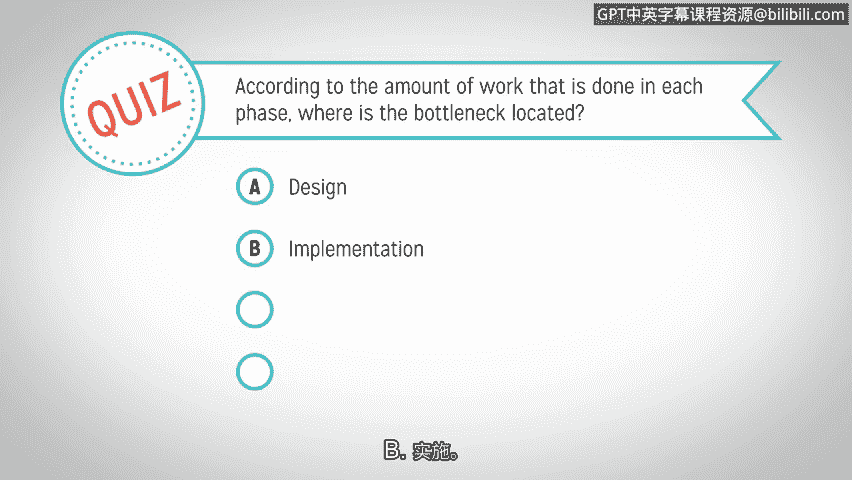 GPT中英字幕课程资源@bilibili.com
QUIZ
According to the amount of work that is done in each
phase, where is the bottleneck located?
A Design
B Implementation
B. 实施。